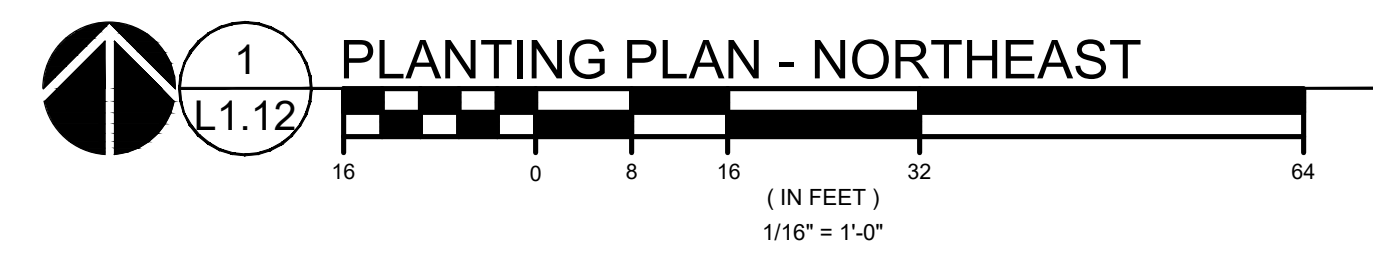 1
L1.12
PLANTING PLAN - NORTHEAST
16 0 8 16 32 64
( IN FEET )
1/16" = 1'-0"